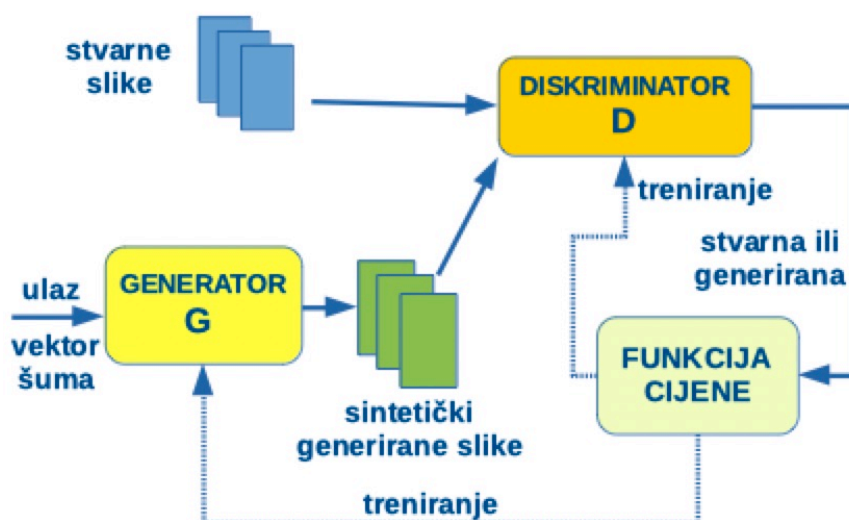 stvarne
slike
DISKRIMINATOR
D
treniranje
stvarna ili
generirana
ulaz
vektor
šuma
GENERATOR
G
sintetički
generirane slike
FUNKCIJA
CIJENE
treniranje